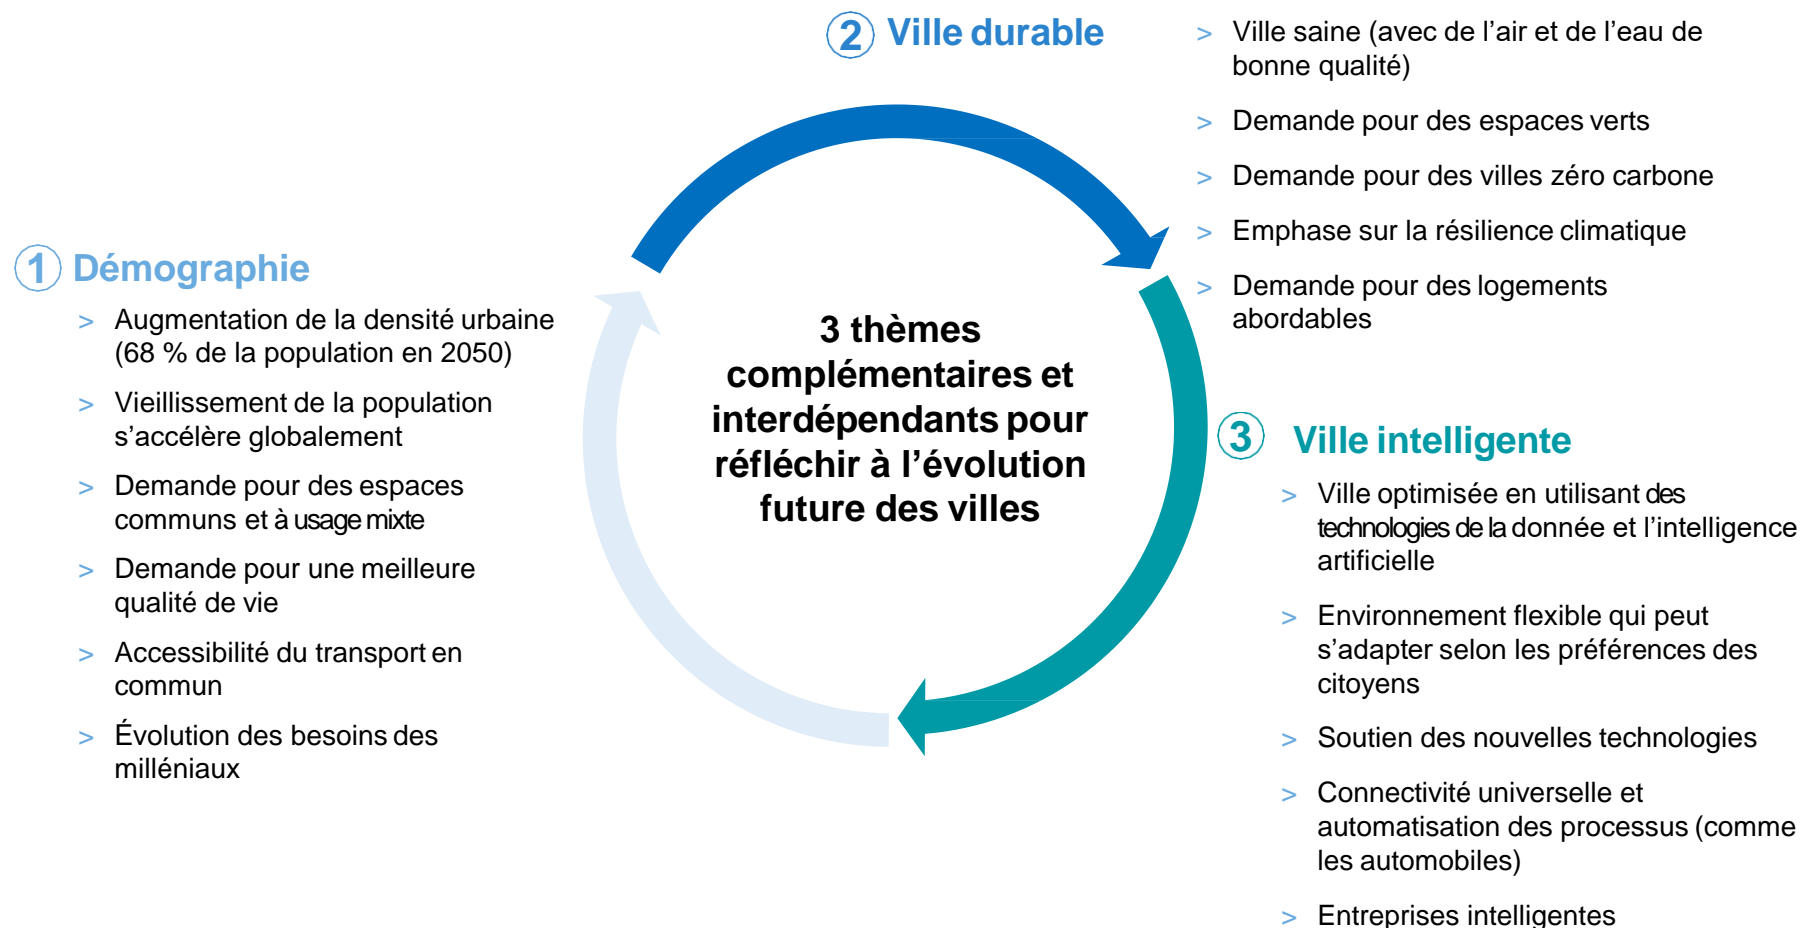 1 Démographie
> Augmentation de la densité urbaine
(68 % de la population en 2050)
> Vieillissement de la population
s’accélère globalement
> Demande pour des espaces
communs et à usage mixte
> Demande pour une meilleure
qualité de vie
> Accessibilité du transport en
commun
> Évolution des besoins des
milléniaux
2 Ville durable
> Ville saine (avec de l’air et de l’eau de
bonne qualité)
> Demande pour des espaces verts
> Demande pour des villes zéro carbone
> Emphase sur la résilience climatique
> Demande pour des logements
abordables
3 thèmes
complémentaires et
interdépendants pour
réfléchir à l’évolution
future des villes
3 Ville intelligente
> Ville optimisée en utilisant des
technologies de la donnée et l’intelligence
artificielle
> Environnement flexible qui peut
s’adapter selon les préférences des
citoyens
> Soutien des nouvelles technologies
> Connectivité universelle et
automatisation des processus (comme
les automobiles)
> Entreprises intelligentes